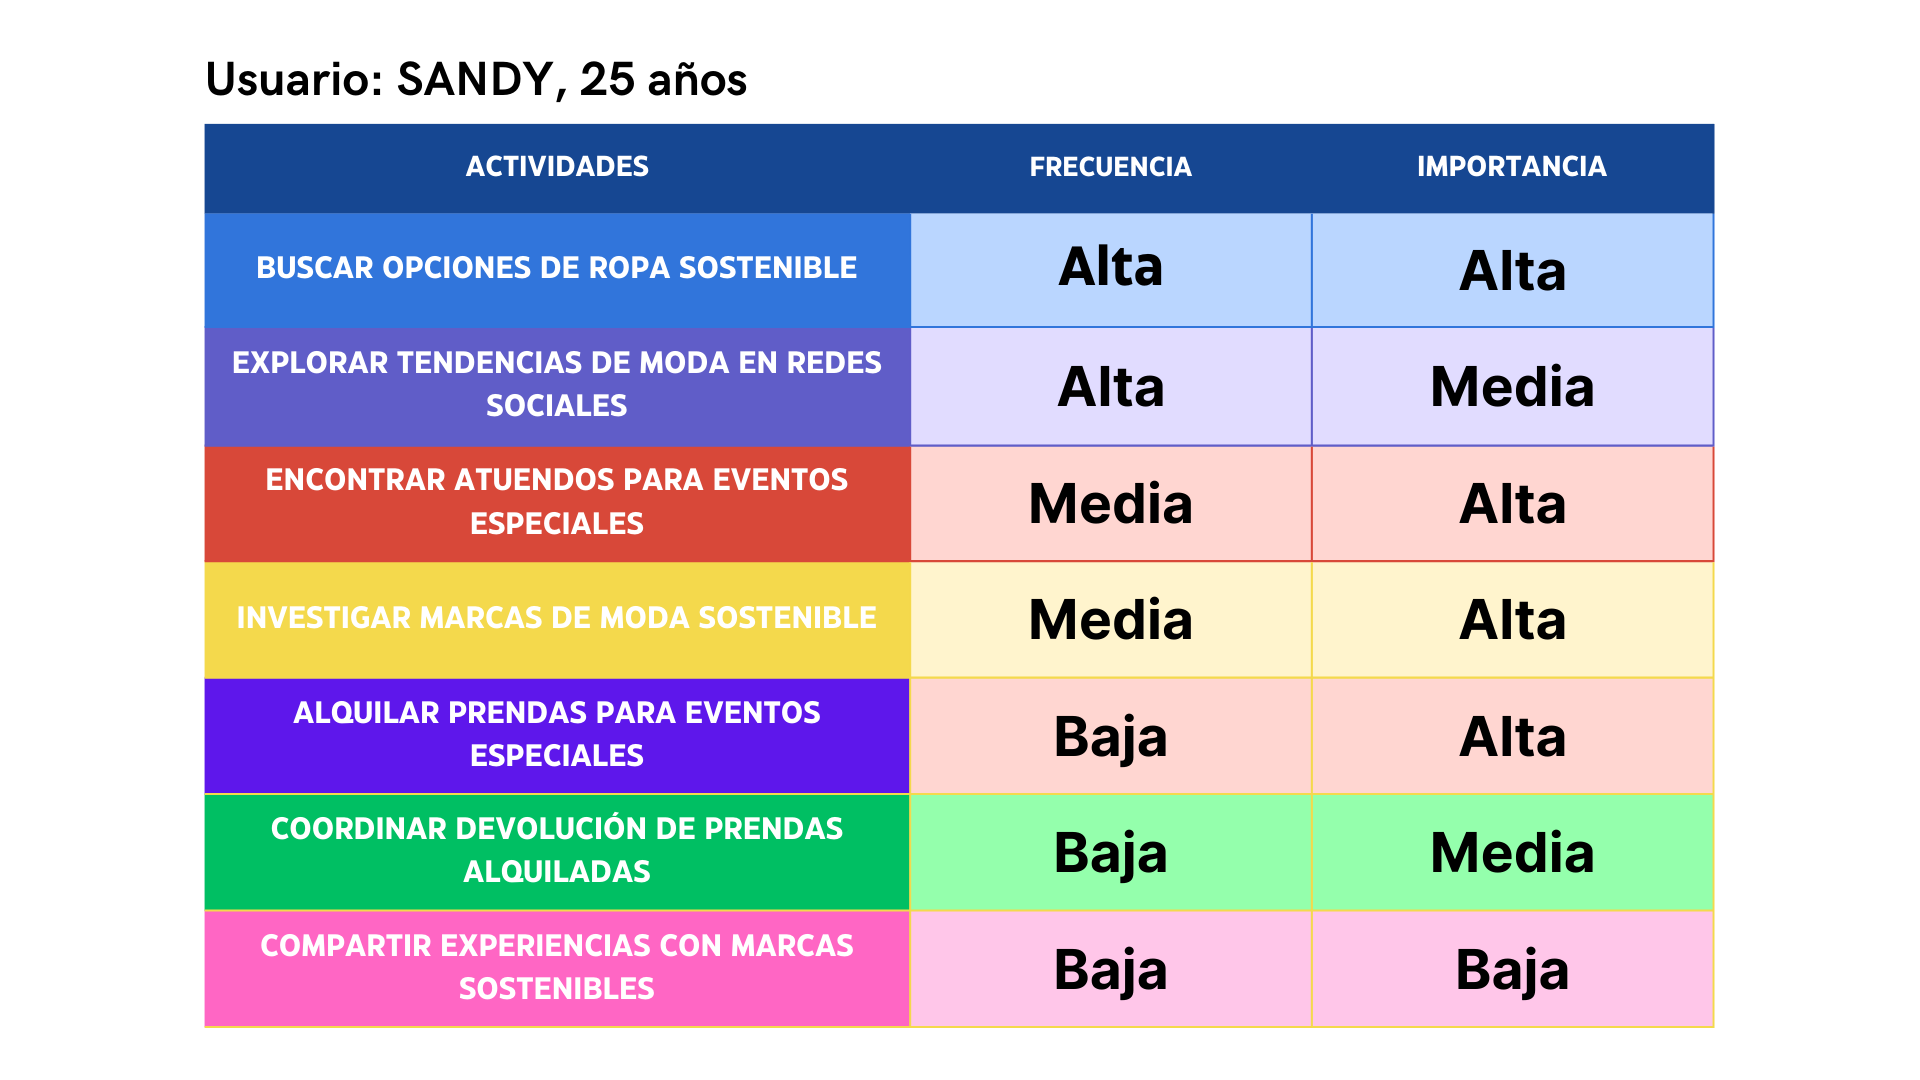 Usuario: SANDY, 25 años
ACTIVIDADES FRECUENCIA IMPORTANCIA
BUSCAR OPCIONES DE ROPA SOSTENIBLE Alta Alta
EXPLORAR TENDENCIAS DE MODA EN REDES
SOCIALES Alta Media
ENCONTRAR ATUENDOS PARA EVENTOS
ESPECIALES Media Alta
INVESTIGAR MARCAS DE MODA SOSTENIBLE Media Alta
ALQUILAR PRENDAS PARA EVENTOS
ESPECIALES Baja Alta
COORDINAR DEVOLUCIÓN DE PRENDAS
ALQUILADAS Baja Media
COMPARTIR EXPERIENCIAS CON MARCAS
SOSTENIBLES Baja Baja